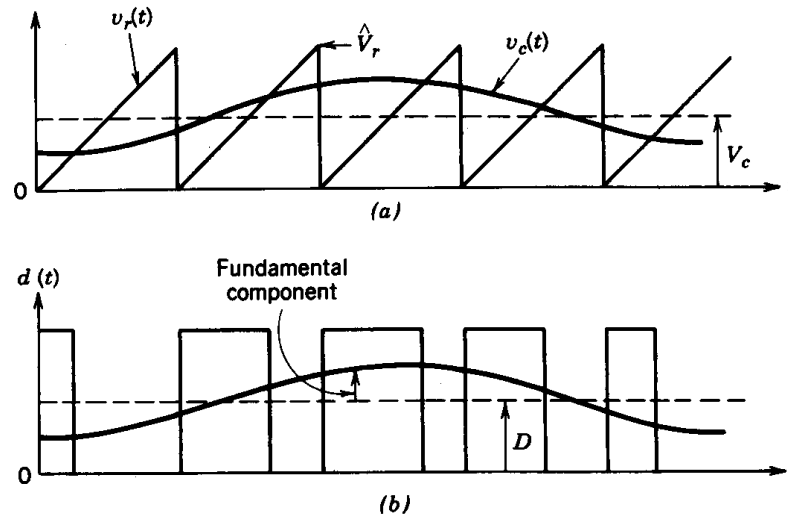 v_r(t)
V̂_r
v_c(t)
V_c
0
(a)
d (t)
Fundamental
component
D
0
(b)